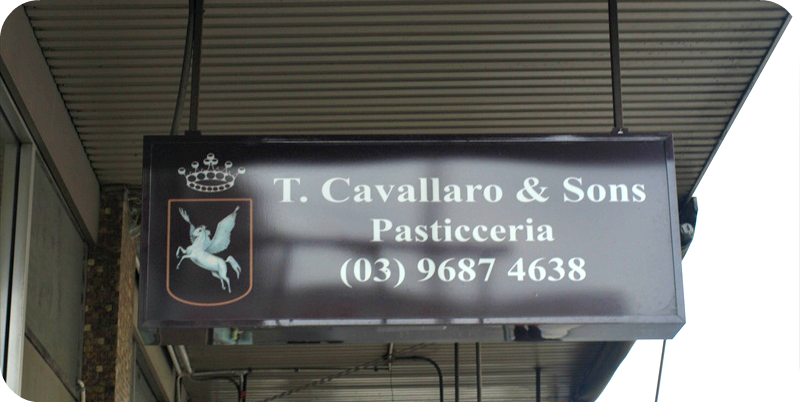 T. Cavallaro & Sons
Pasticceria
(03) 9687 4638